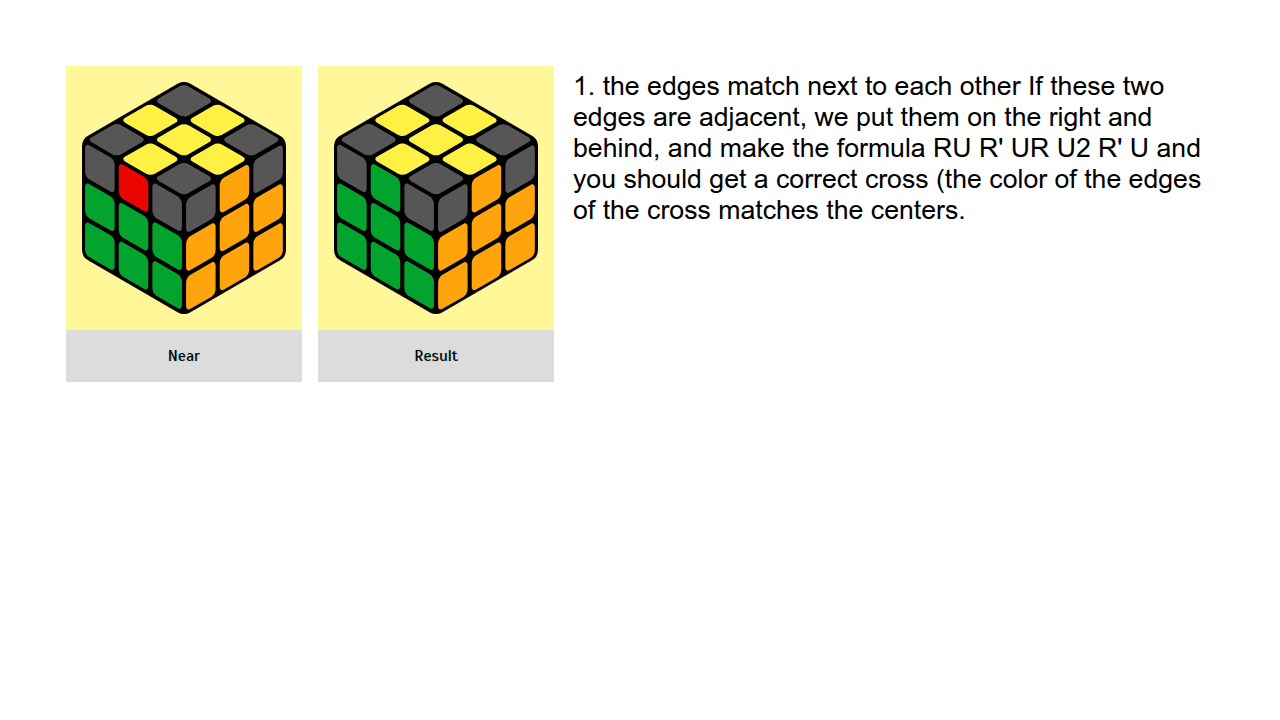 1. the edges match next to each other If these two
edges are adjacent, we put them on the right and
behind, and make the formula RU R' UR U2 R' U and
you should get a correct cross (the color of the edges
of the cross matches the centers.
Near
Result